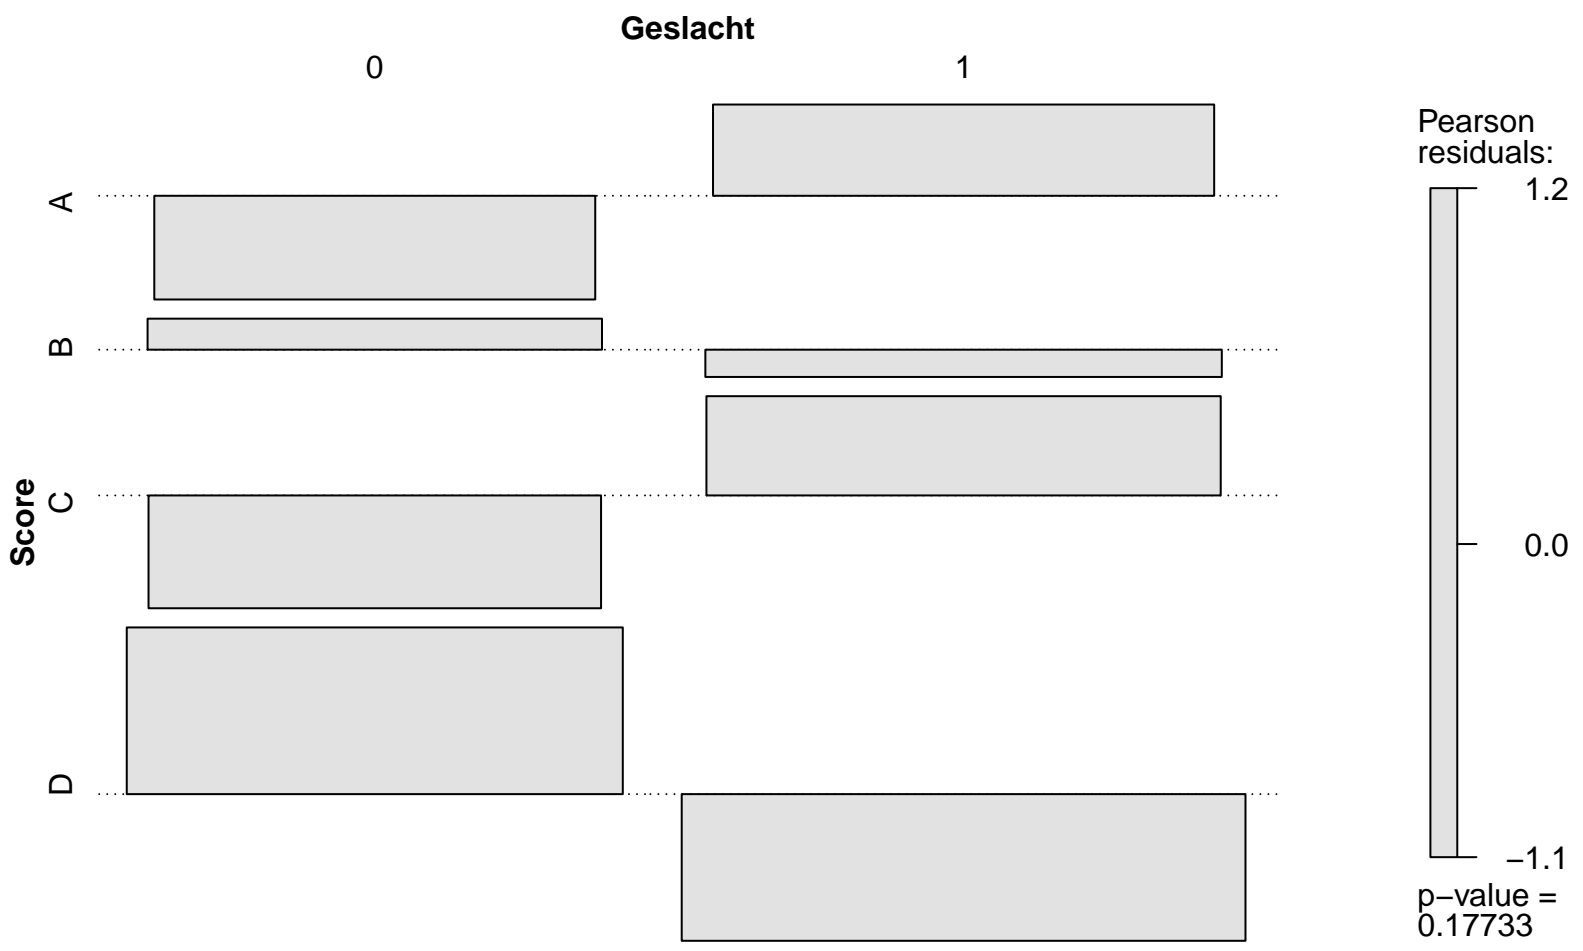 Geslacht
0 1
Score
A
B
C
D
Pearson
residuals:
1.2
0.0
−1.1
p−value =
0.17733